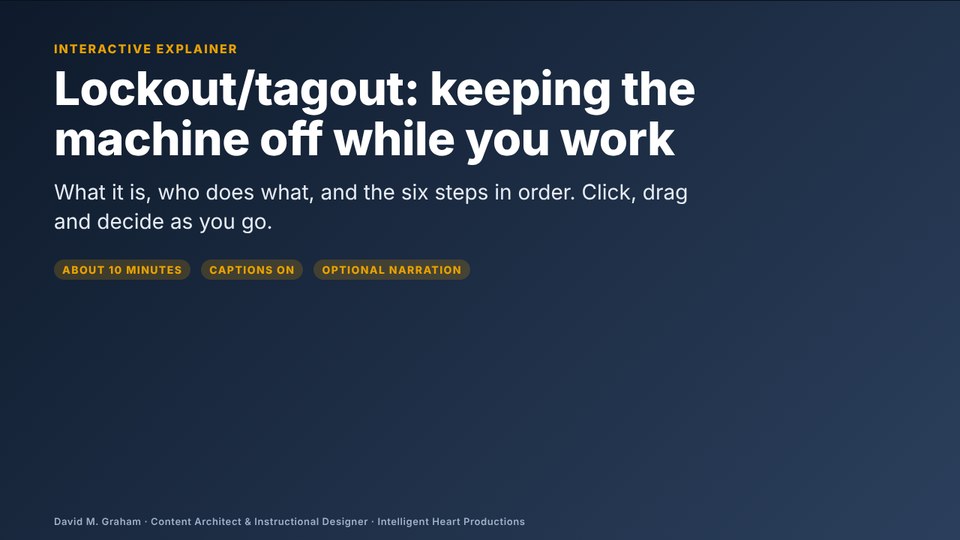 INTERACTIVE EXPLAINER
Lockout/tagout: keeping the
machine off while you work
What it is, who does what, and the six steps in order. Click, drag
and decide as you go.
ABOUT 10 MINUTES CAPTIONS ON OPTIONAL NARRATION
David M. Graham · Content Architect & Instructional Designer · Intelligent Heart Productions